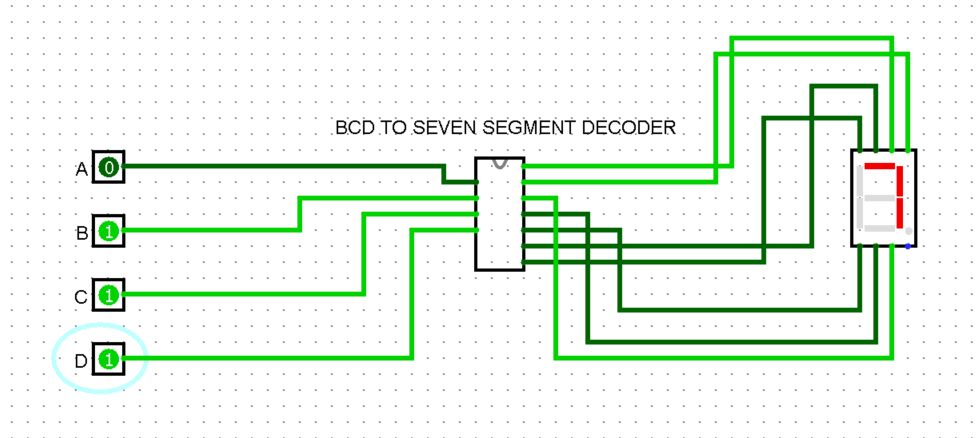 BCD TO SEVEN SEGMENT DECODER
A 0
B 1
C 1
D 1